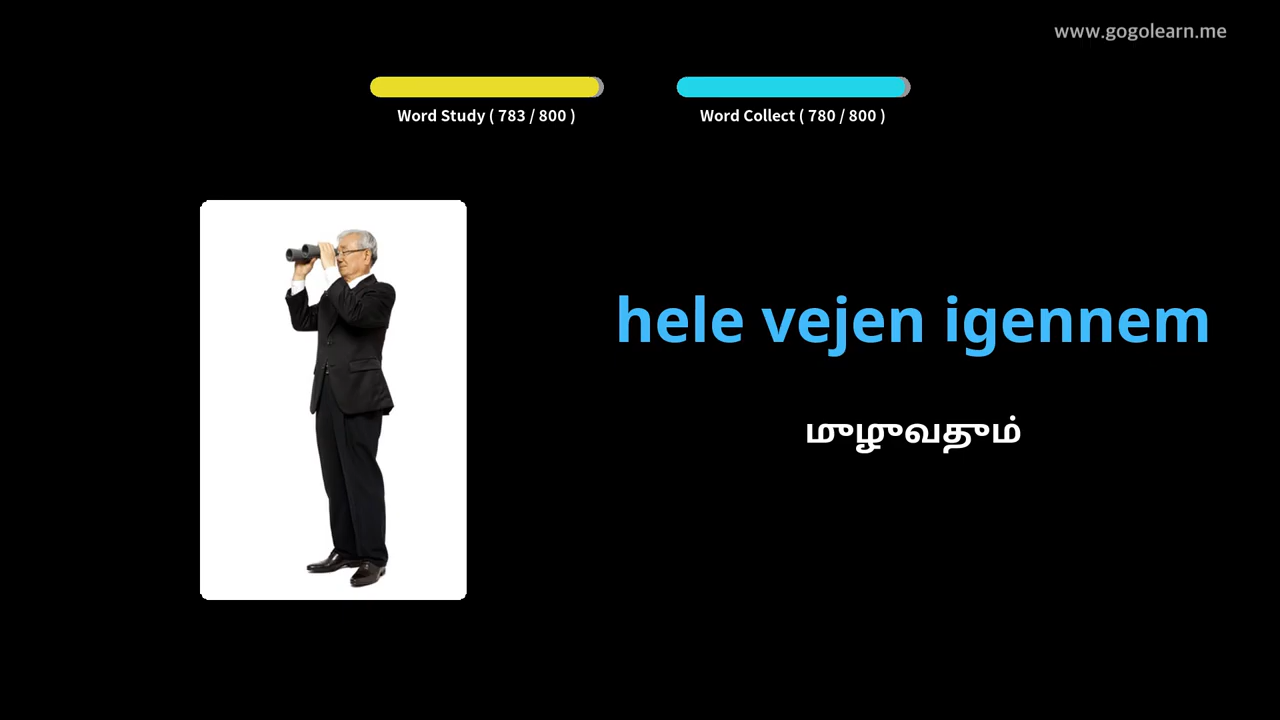 www.gogolearn.me
Word Study ( 783 / 800 )
Word Collect ( 780 / 800 )
hele vejen igennem
முழுவதும்